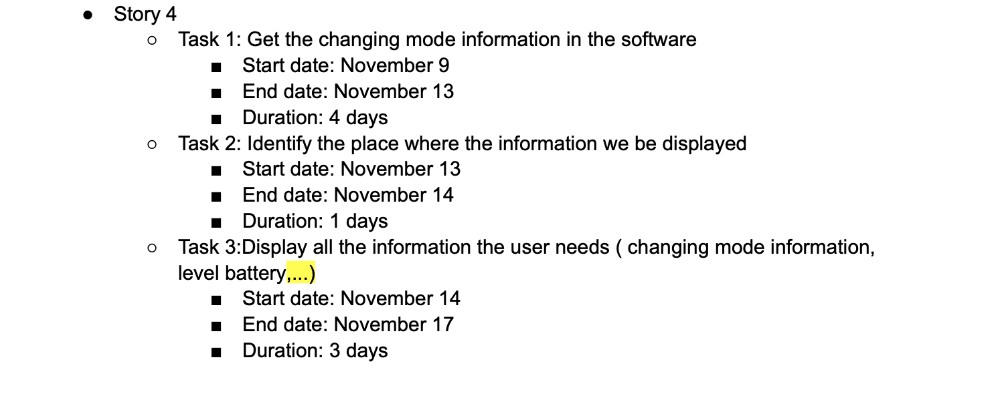 ● Story 4
○ Task 1: Get the changing mode information in the software
■ Start date: November 9
■ End date: November 13
■ Duration: 4 days
○ Task 2: Identify the place where the information we be displayed
■ Start date: November 13
■ End date: November 14
■ Duration: 1 days
○ Task 3:Display all the information the user needs ( changing mode information,
level battery,...)
■ Start date: November 14
■ End date: November 17
■ Duration: 3 days